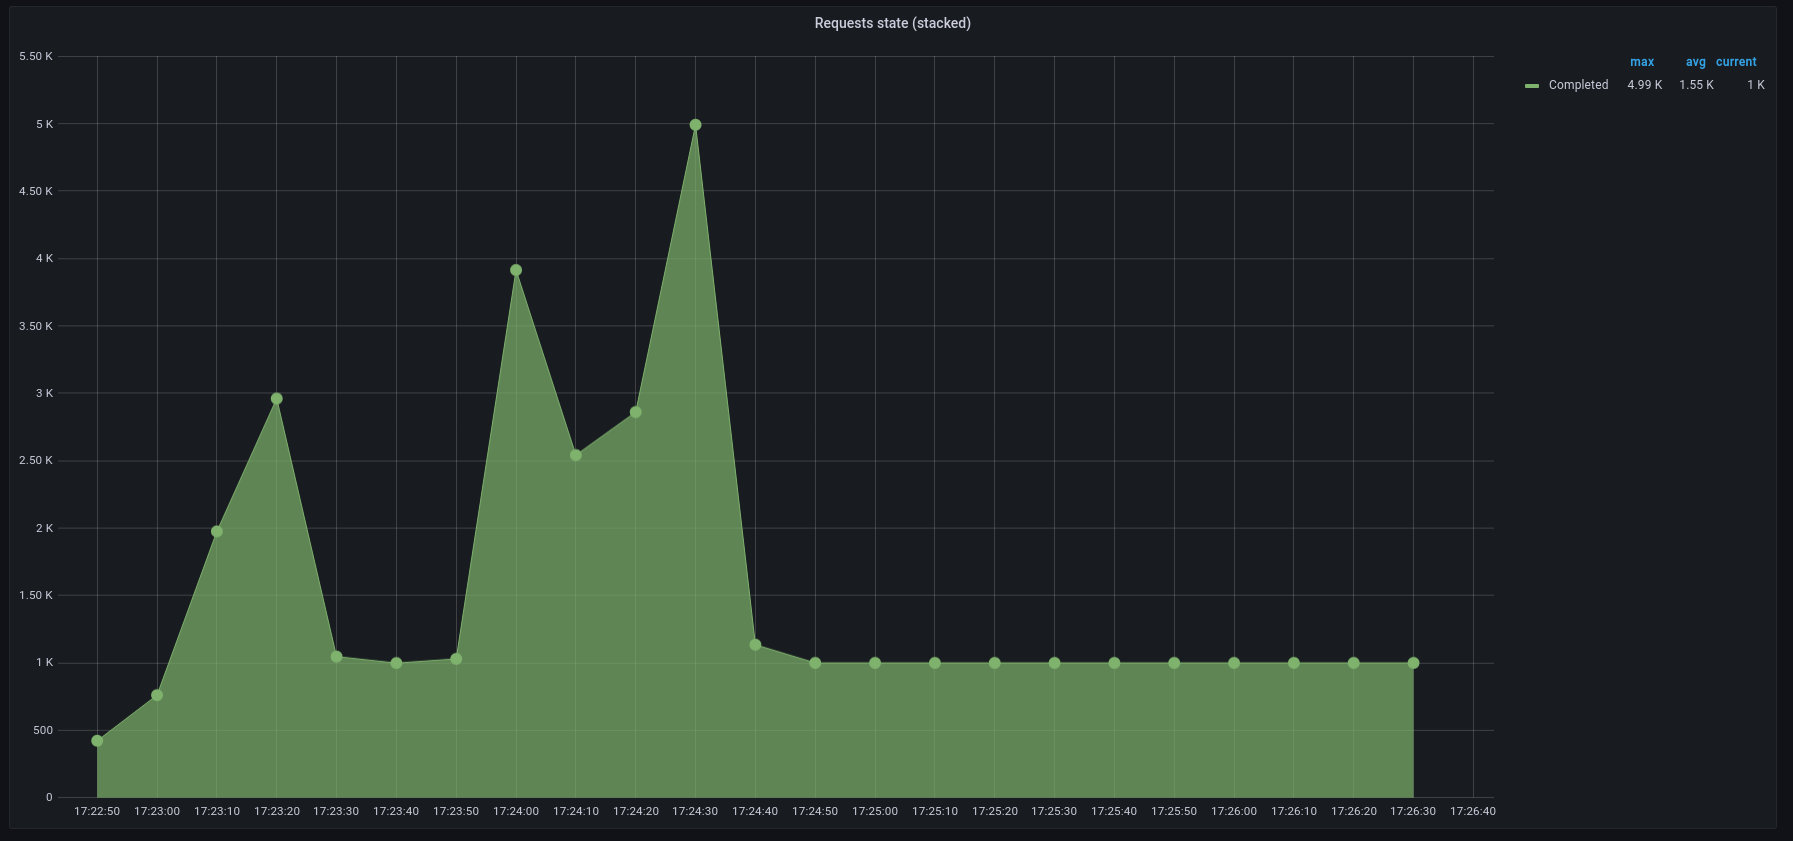 Requests state (stacked)
max avg current
Completed 4.99 K 1.55 K 1 K
5.50 K
5 K
4.50 K
4 K
3.50 K
3 K
2.50 K
2 K
1.50 K
1 K
500
0
17:22:50 17:23:00 17:23:10 17:23:20 17:23:30 17:23:40 17:23:50 17:24:00 17:24:10 17:24:20 17:24:30 17:24:40 17:24:50 17:25:00 17:25:10 17:25:20 17:25:30 17:25:40 17:25:50 17:26:00 17:26:10 17:26:20 17:26:30 17:26:40